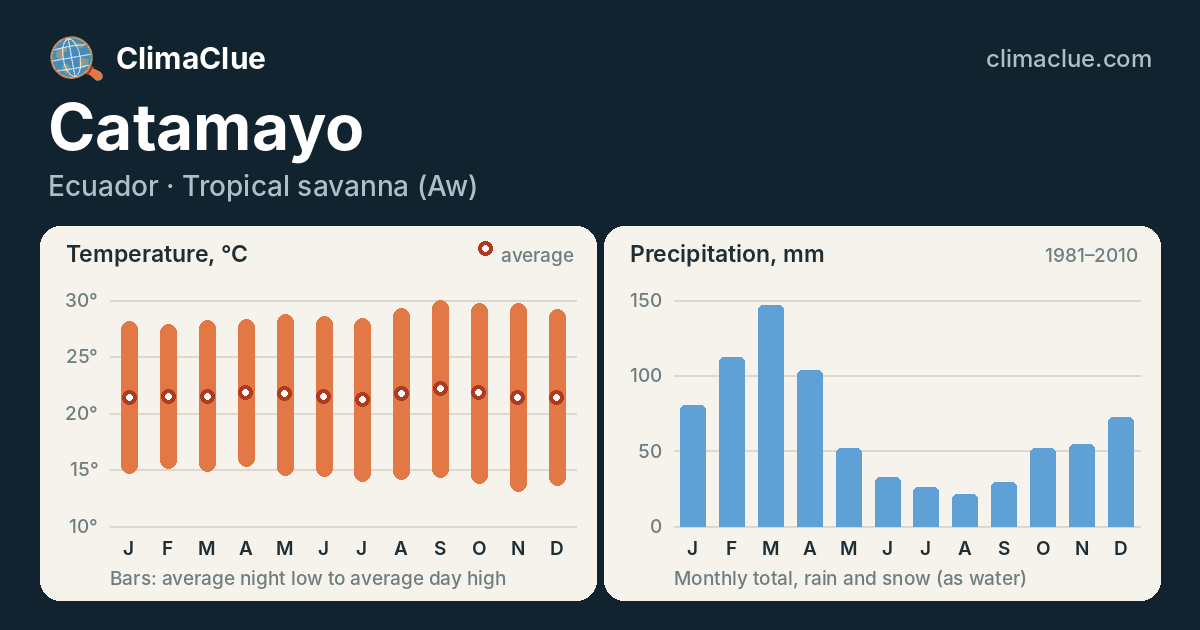 ClimaClue
climaclue.com
Catamayo
Ecuador · Tropical savanna (Aw)
Temperature, °C
average
30°
25°
20°
15°
10°
J F M A M J J A S O N D
Bars: average night low to average day high
Precipitation, mm
1981–2010
150
100
50
0
J F M A M J J A S O N D
Monthly total, rain and snow (as water)